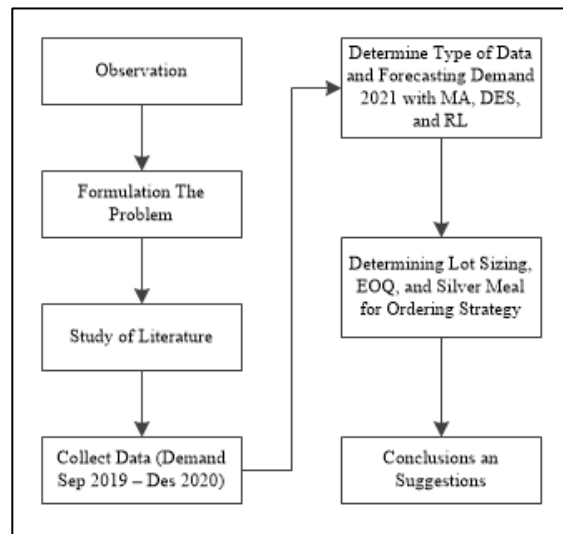 Observation
Formulation The
Problem
Study of Literature
Collect Data (Demand
Sep 2019 – Des 2020)
Determine Type of Data
and Forecasting Demand
2021 with MA, DES,
and RL
Determining Lot Sizing,
EOQ, and Silver Meal
for Ordering Strategy
Conclusions an
Suggestions